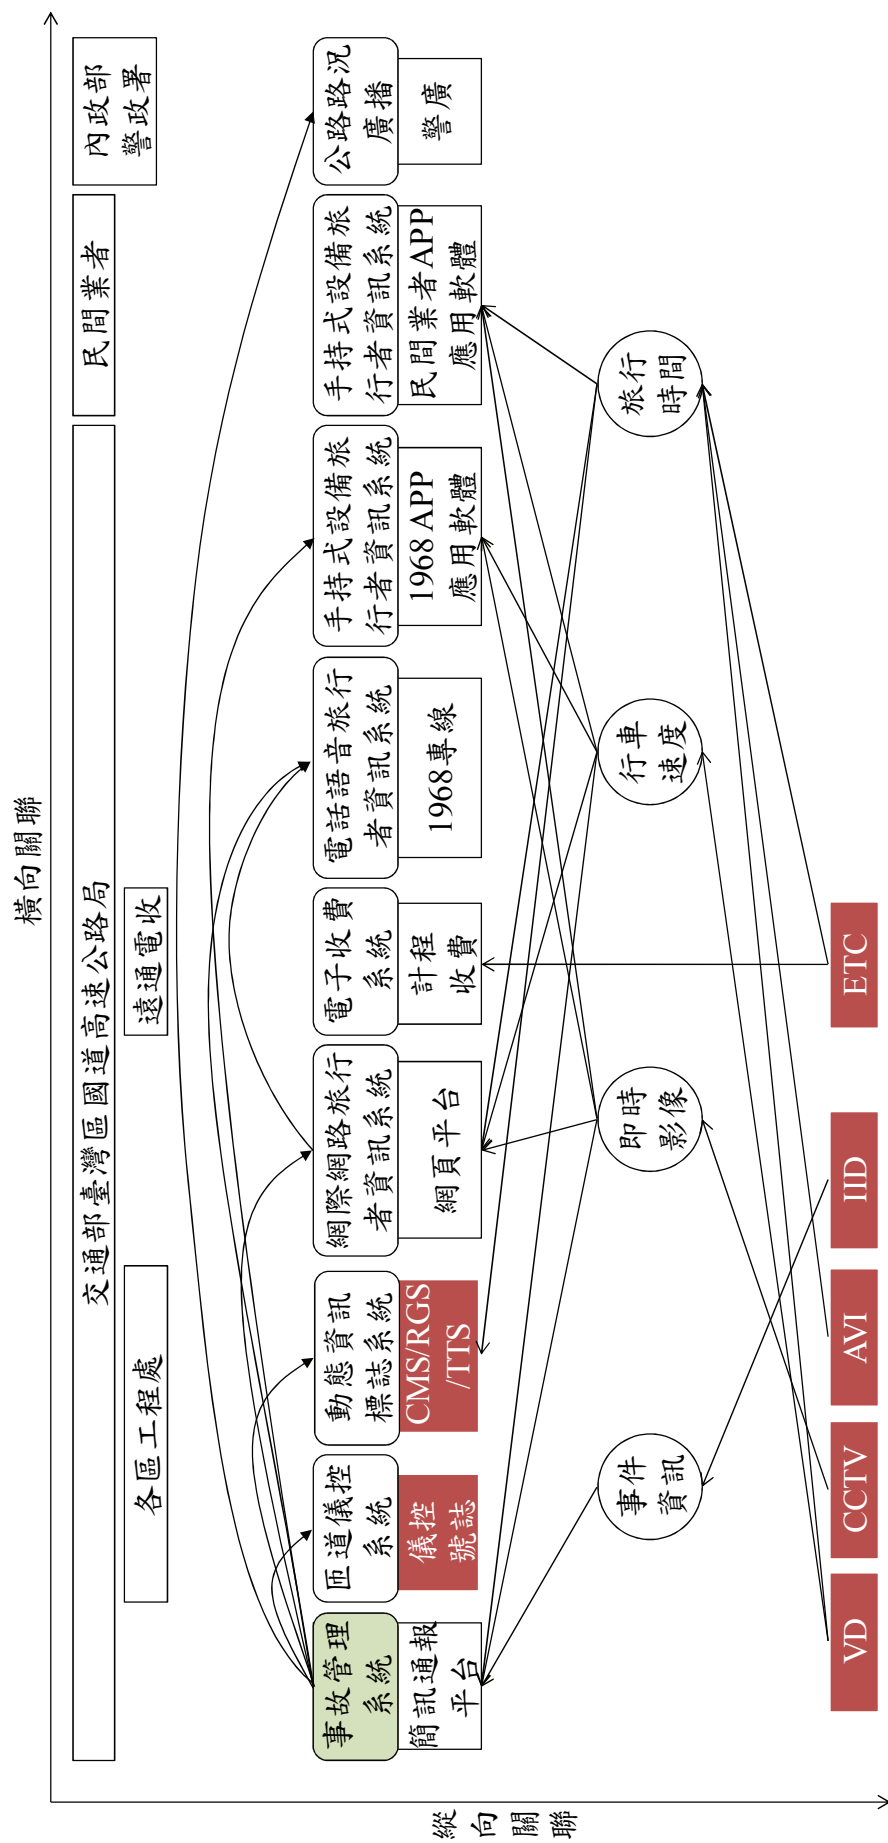 橫向關聯
交通部臺灣區國道高速公路局
民間業者
內政部
警政署
各區工程處
遠通電收
事故管理
系統
簡訊通報
平台
匝道儀控
系統
儀控
號誌
動態資訊
標誌系統
CMS/RGS
/TTS
網際網路旅行
者資訊系統
網頁平台
電子收費
系統
計程
收費
電話語音旅行
者資訊系統
1968專線
手持式設備旅
行者資訊系統
1968 APP
應用軟體
手持式設備旅
行者資訊系統
民間業者APP
應用軟體
公路路況
廣播
警廣
事件
資訊
即時
影像
行車
速度
旅行
時間
VD
CCTV
AVI
IID
ETC
縱向關聯